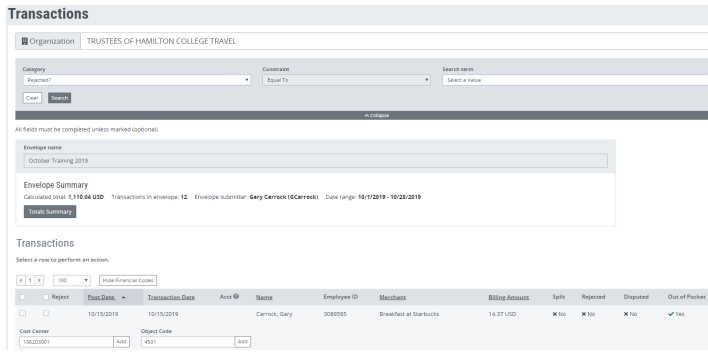 Transactions
Organization TRUSTEES OF HAMILTON COLLEGE TRAVEL
Category Constraint Search term
Rejected? Equal To Select a Value
Clear Search
Collapse
All fields must be completed unless marked (optional).
Envelope name
October Training 2019
Envelope Summary
Calculated total: 1,110.04 USD Transactions in envelope: 12 Envelope submitter: Gary Carrock (GCarrock) Date range: 10/1/2019 - 10/28/2019
Totals Summary
Transactions
Select a row to perform an action.
< 1 > 100 Hide Financial Codes
Reject Post Date Transaction Date Acct Name Employee ID Merchant Billing Amount Split Rejected Disputed Out of Pocket
10/15/2019 10/15/2019 Carrock, Gary 3089595 Breakfast at Starbucks 14.37 USD No No No Yes
Cost Center Object Code
106205001 Add 4501 Add